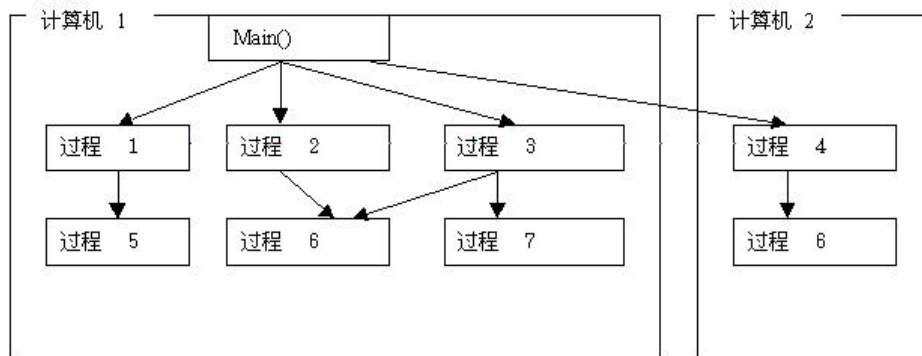 计算机 1
计算机 2
Main()
过程 1
过程 2
过程 3
过程 4
过程 5
过程 6
过程 7
过程 6